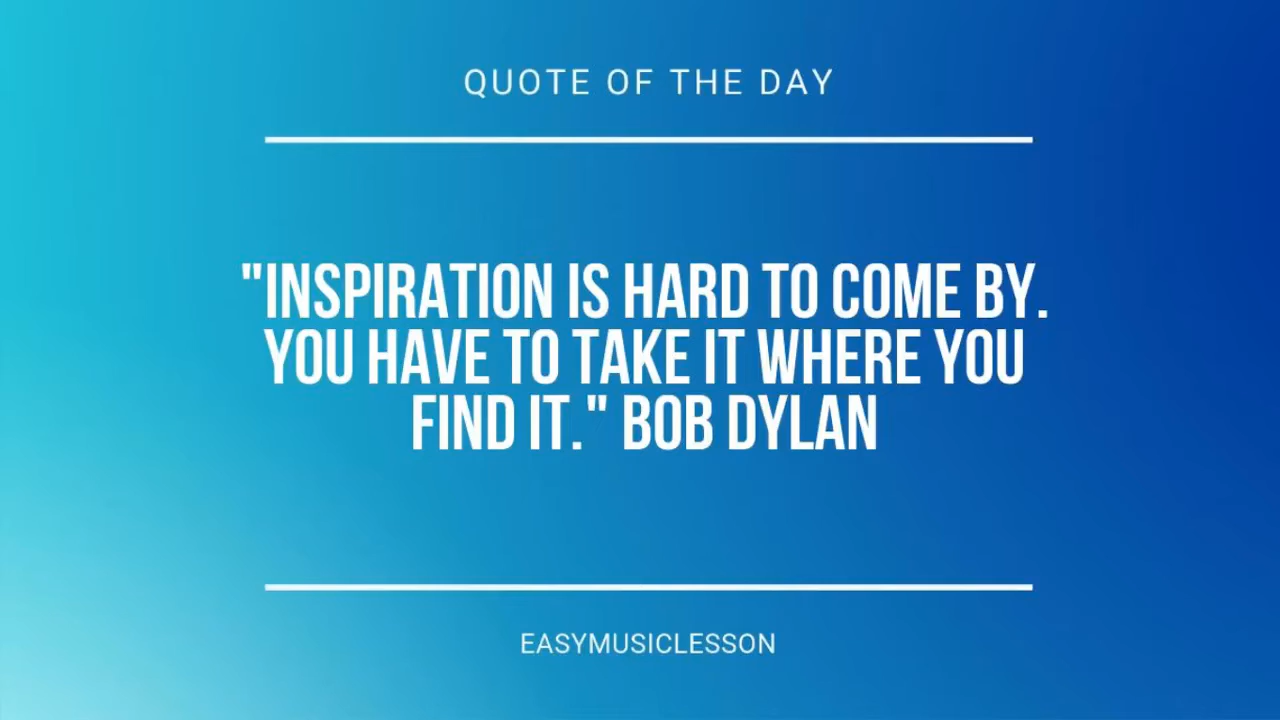 QUOTE OF THE DAY
"INSPIRATION IS HARD TO COME BY.
YOU HAVE TO TAKE IT WHERE YOU
FIND IT." BOB DYLAN
EASYMUSICLESSON